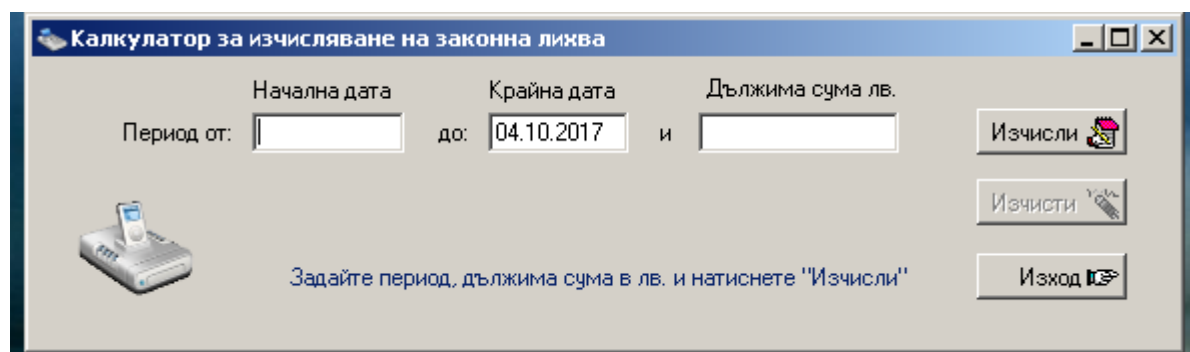 Калкулатор за изчисляване на законна лихва
Начална дата Крайна дата Дължима сума лв.
Период от: до: 04.10.2017 и Изчисли
Изчисти
Задайте период, дължима сума в лв. и натиснете "Изчисли" Изход